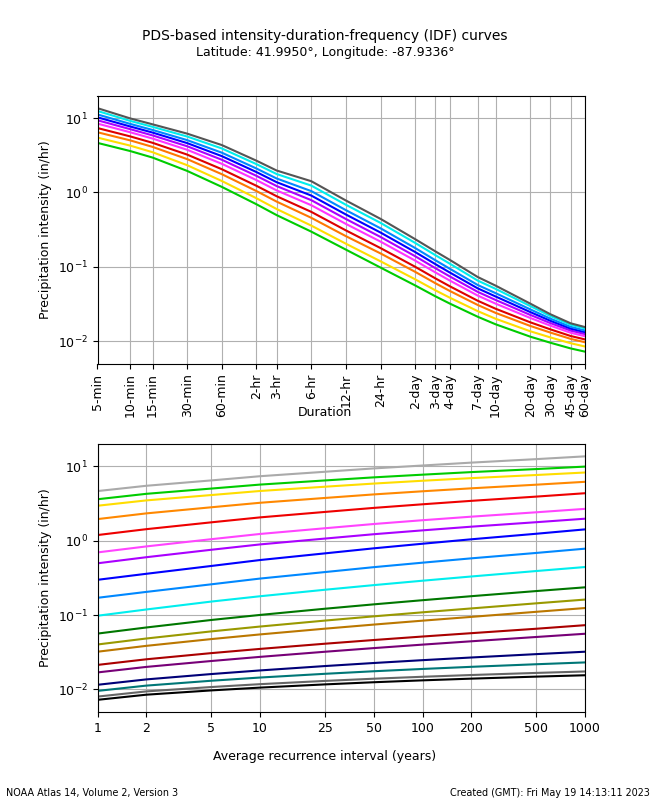 PDS-based intensity-duration-frequency (IDF) curves
Latitude: 41.9950°, Longitude: -87.9336°
Precipitation intensity (in/hr)
10¹
10⁰
10⁻¹
10⁻²
5-min 10-min 15-min 30-min 60-min 2-hr 3-hr 6-hr 12-hr 24-hr 2-day 3-day 4-day 7-day 10-day 20-day 30-day 45-day 60-day
Duration
Precipitation intensity (in/hr)
10¹
10⁰
10⁻¹
10⁻²
1 2 5 10 25 50 100 200 500 1000
Average recurrence interval (years)
NOAA Atlas 14, Volume 2, Version 3
Created (GMT): Fri May 19 14:13:11 2023